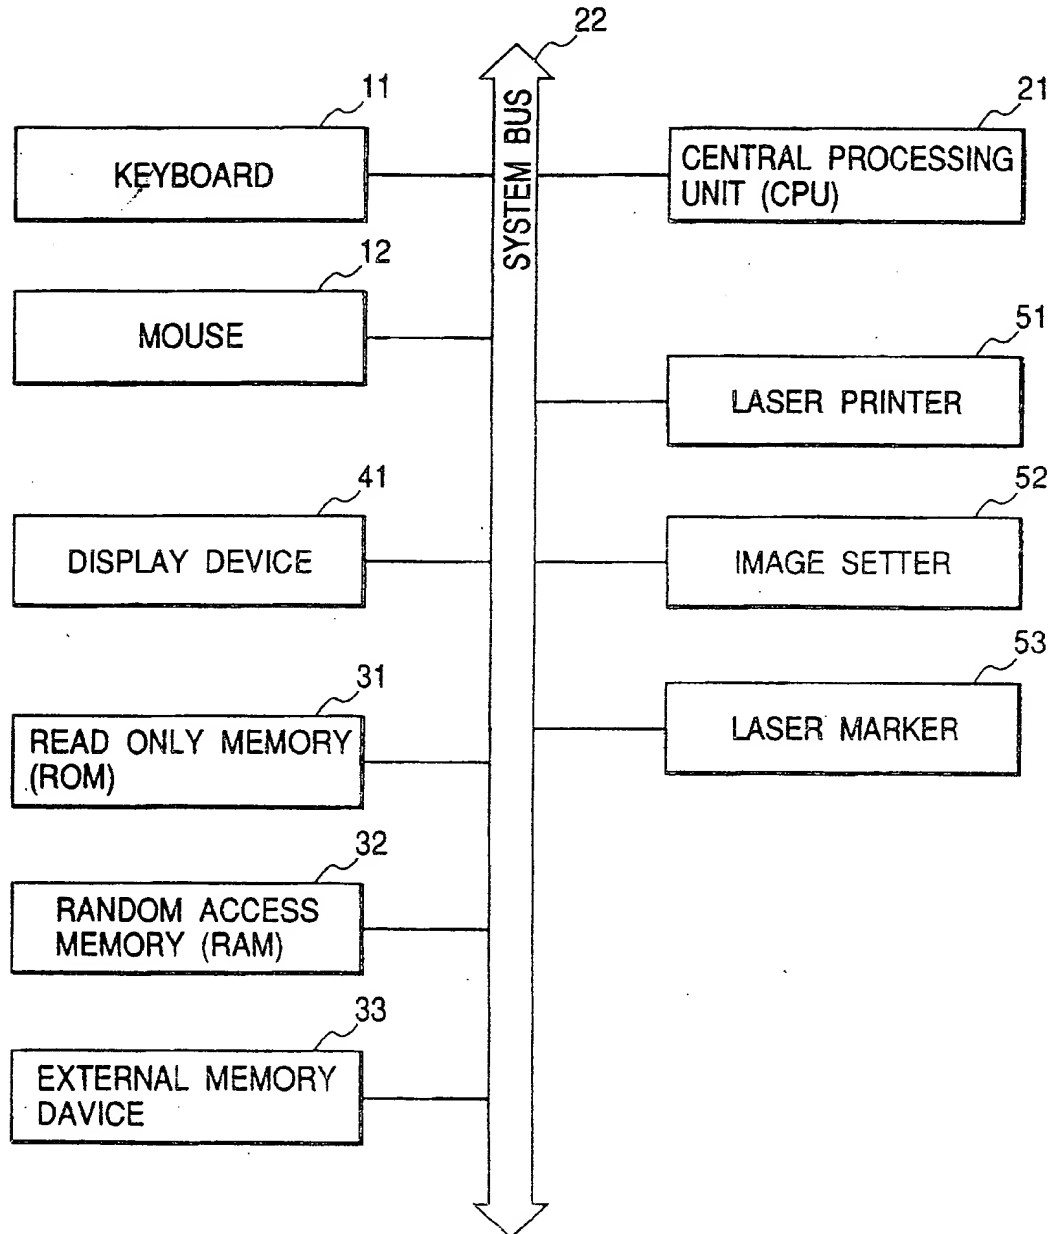 22
11
21
KEYBOARD
SYSTEM BUS
CENTRAL PROCESSING
UNIT (CPU)
12
MOUSE
51
LASER PRINTER
41
DISPLAY DEVICE
52
IMAGE SETTER
31
READ ONLY MEMORY
(ROM)
53
LASER MARKER
32
RANDOM ACCESS
MEMORY (RAM)
33
EXTERNAL MEMORY
DAVICE